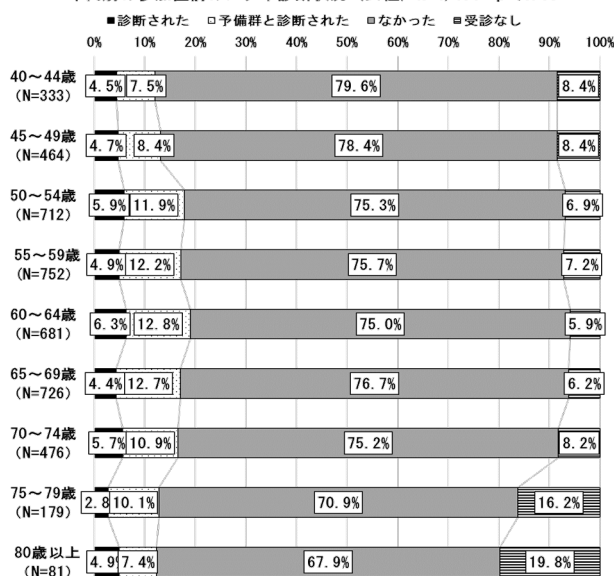 ■診断された □予備群と診断された ■なかった ▤受診なし
0% 10% 20% 30% 40% 50% 60% 70% 80% 90% 100%
40～44歳
(N=333)
4.5% 7.5% 79.6% 8.4%
45～49歳
(N=464)
4.7% 8.4% 78.4% 8.4%
50～54歳
(N=712)
5.9% 11.9% 75.3% 6.9%
55～59歳
(N=752)
4.9% 12.2% 75.7% 7.2%
60～64歳
(N=681)
6.3% 12.8% 75.0% 5.9%
65～69歳
(N=726)
4.4% 12.7% 76.7% 6.2%
70～74歳
(N=476)
5.7% 10.9% 75.2% 8.2%
75～79歳
(N=179)
2.8 10.1% 70.9% 16.2%
80歳以上
(N=81)
4.9% 7.4% 67.9% 19.8%